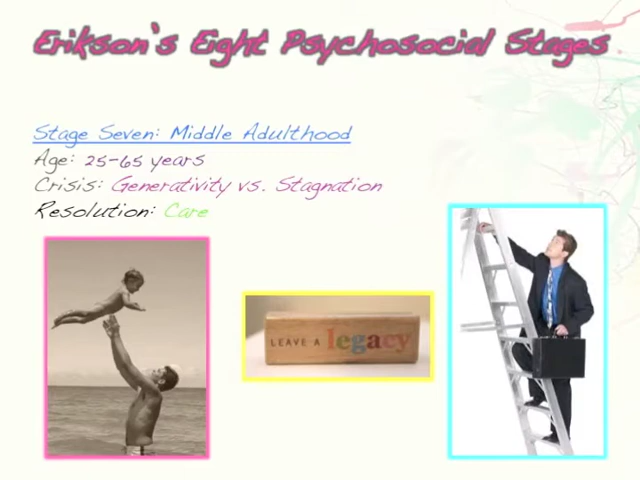 Erikson's Eight Psychosocial Stages
Stage Seven: Middle Adulthood
Age: 25-65 years
Crisis: Generativity vs. Stagnation
Resolution: Care
LEAVE A legacy